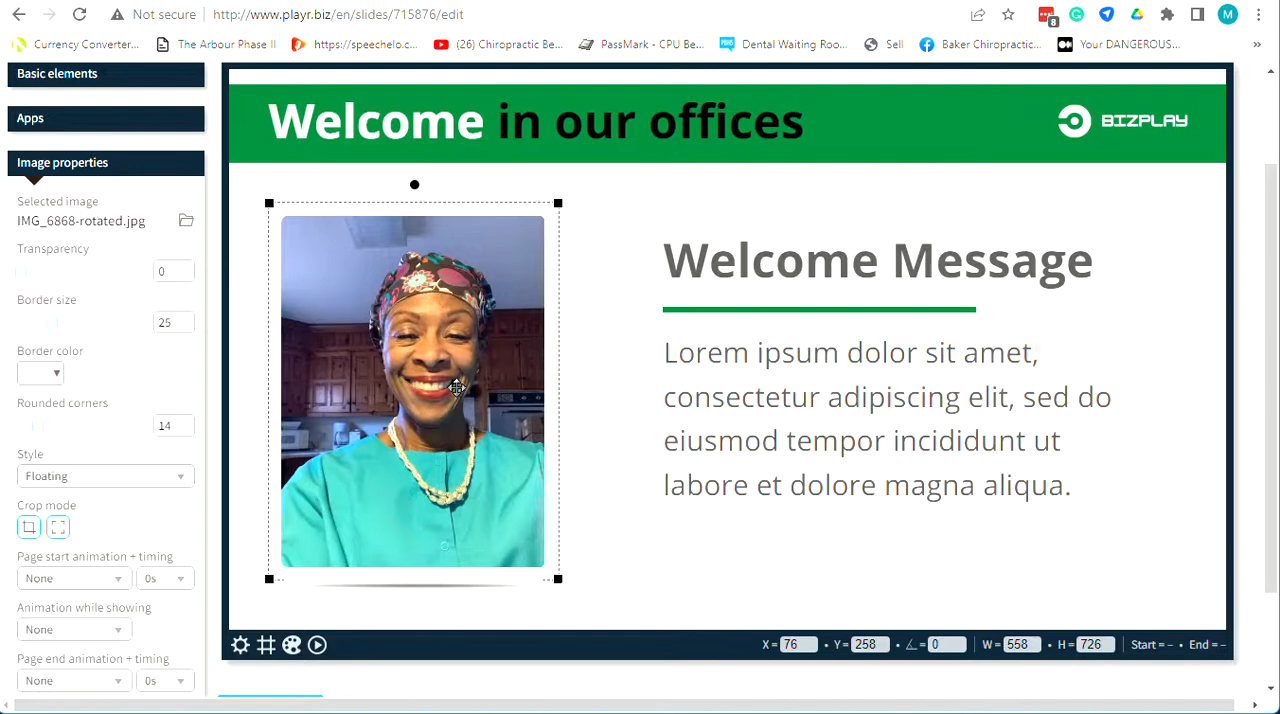 Not secure
http://www.playr.biz/en/slides/715876/edit
8
M
Currency Converter...
The Arbour Phase II
https://speechelo.c...
(26) Chiropractic Be...
PassMark - CPU Be...
Dental Waiting Roo...
Sell
Baker Chiropractic...
Your DANGEROUS...
»
Basic elements
Apps
Image properties
Selected image
IMG_6868-rotated.jpg
Transparency
0
Border size
25
Border color
Rounded corners
14
Style
Floating
Crop mode
Page start animation + timing
None
0s
Animation while showing
None
Page end animation + timing
None
0s
Welcome in our offices
BIZPLAY
Welcome Message
Lorem ipsum dolor sit amet,
consectetur adipiscing elit, sed do
eiusmod tempor incididunt ut
labore et dolore magna aliqua.
X = 76 • Y = 258 • ∠ = 0 W = 558 • H = 726 Start = – • End = –